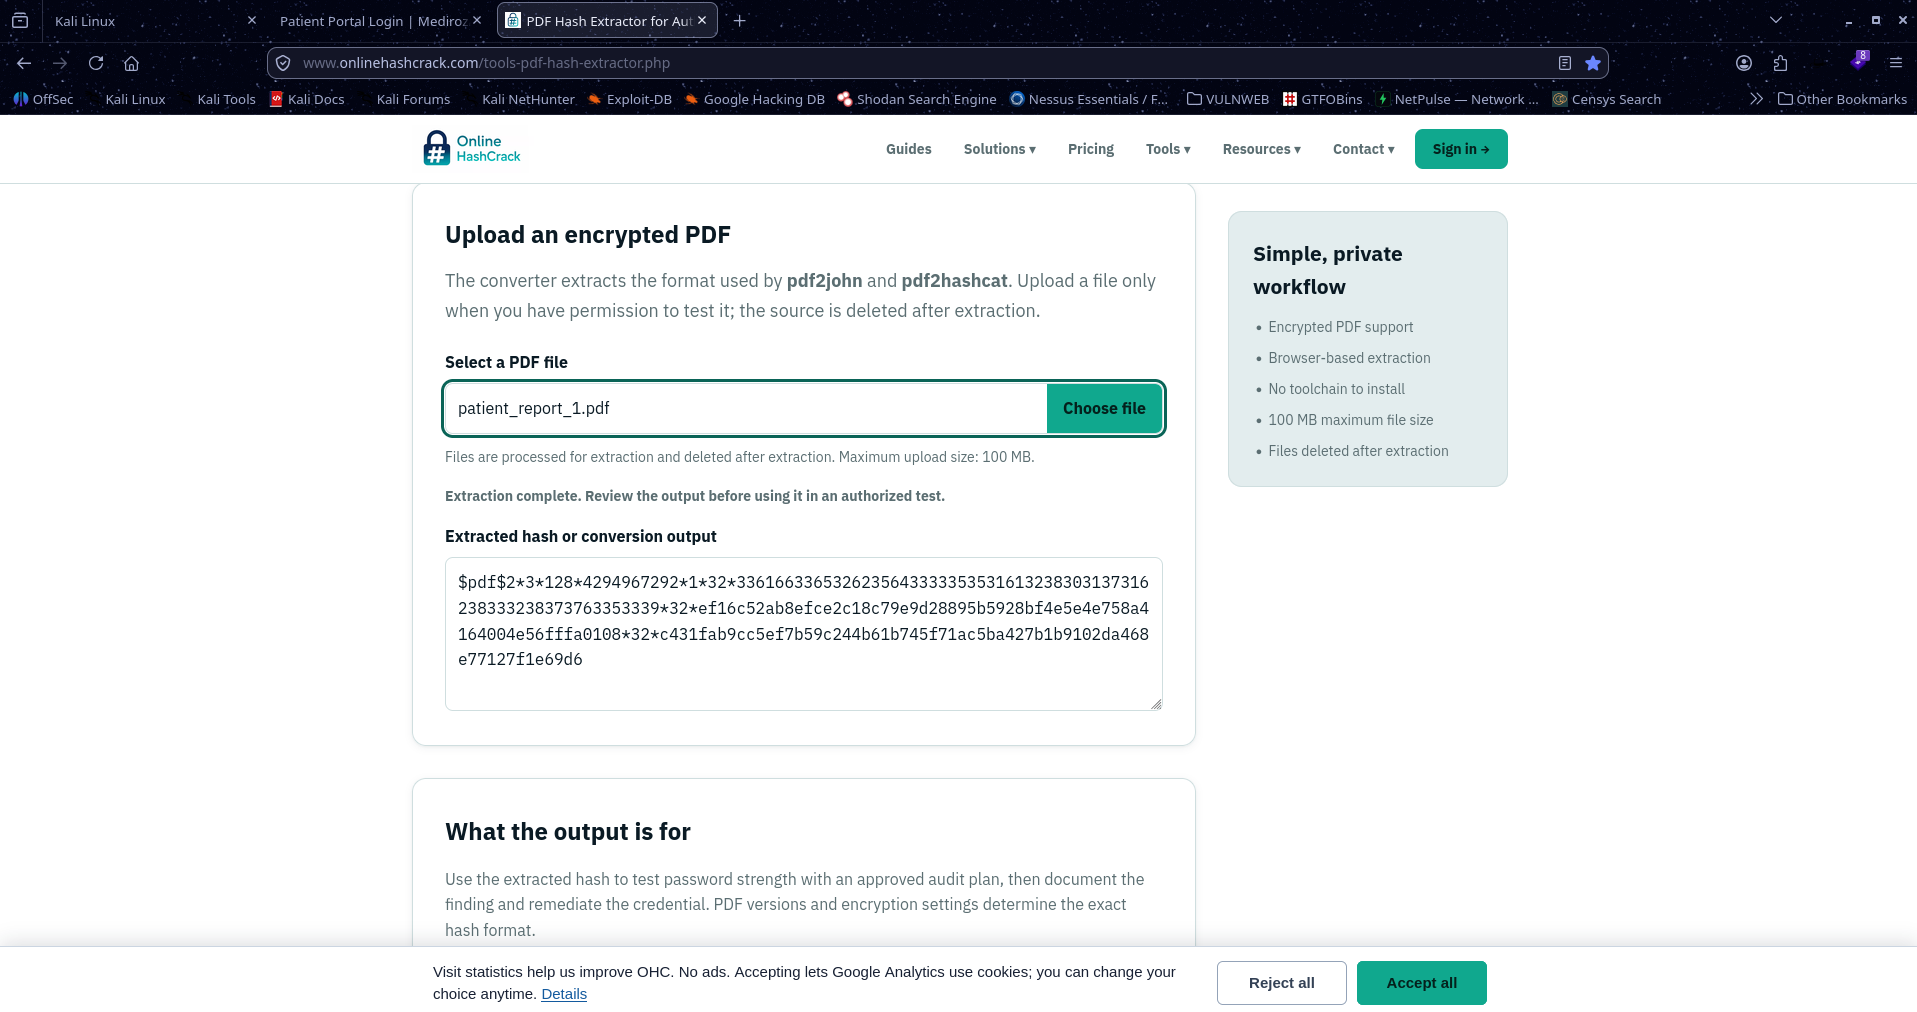 Kali Linux
Patient Portal Login | Mediroz
PDF Hash Extractor for Aut
www.onlinehashcrack.com/tools-pdf-hash-extractor.php
8
OffSec
Kali Linux
Kali Tools
Kali Docs
Kali Forums
Kali NetHunter
Exploit-DB
Google Hacking DB
Shodan Search Engine
Nessus Essentials / F...
VULNWEB
GTFOBins
NetPulse — Network ...
Censys Search
Other Bookmarks
Online
HashCrack
Guides
Solutions ▾
Pricing
Tools ▾
Resources ▾
Contact ▾
Sign in →
Upload an encrypted PDF
The converter extracts the format used by pdf2john and pdf2hashcat. Upload a file only
when you have permission to test it; the source is deleted after extraction.
Select a PDF file
patient_report_1.pdf
Choose file
Files are processed for extraction and deleted after extraction. Maximum upload size: 100 MB.
Extraction complete. Review the output before using it in an authorized test.
Extracted hash or conversion output
$pdf$2*3*128*4294967292*1*32*336166336532623564333335353161323830313731​6
2383332383737633533​39*32*ef16c52ab8efce2c18c79e9d28895b5928bf4e5e4e758a4
164004e56fffa0108*32*c431fab9cc5ef7b59c244b61b745f71ac5ba427b1b9102da468
e77127f1e69d6
What the output is for
Use the extracted hash to test password strength with an approved audit plan, then document the
finding and remediate the credential. PDF versions and encryption settings determine the exact
hash format.
Simple, private
workflow
• Encrypted PDF support
• Browser-based extraction
• No toolchain to install
• 100 MB maximum file size
• Files deleted after extraction
Visit statistics help us improve OHC. No ads. Accepting lets Google Analytics use cookies; you can change your
choice anytime. Details
Reject all
Accept all